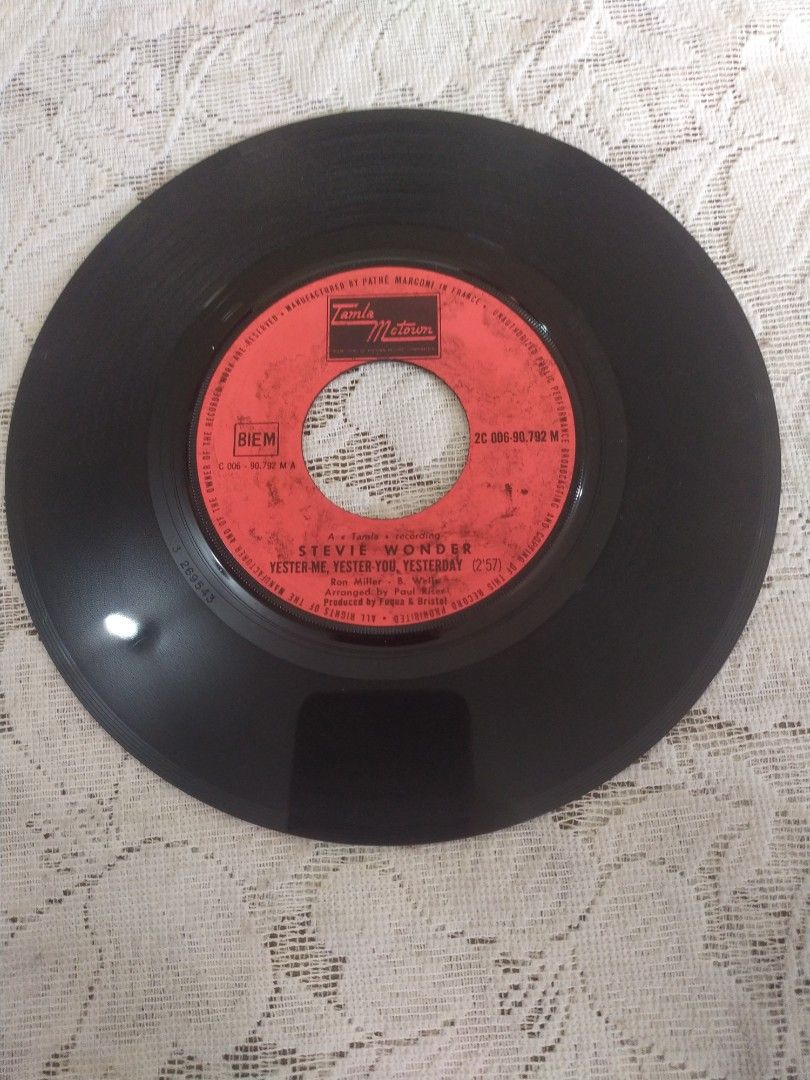 • MANUFACTURED BY PATHÉ MARCONI IN FRANCE • UNAUTHORIZED PUBLIC PERFORMANCE BROADCASTING AND COPYING OF THIS RECORD PROHIBITED • ALL RIGHTS OF THE MANUFACTURER AND OF THE OWNER OF THE RECORDED WORK ARE RESERVED
Tamla
Motown
BIEM
2C 006-90.792 M
C 006 - 90.792 M A
A « Tamla » recording
STEVIE WONDER
YESTER-ME, YESTER-YOU, YESTERDAY (2'57)
Ron Miller - B. Wells
Arranged by Paul Riser
Produced by Fuqua & Bristol
3 269543